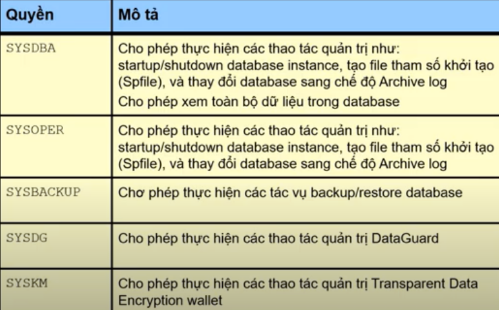 Quyền Mô tả
SYSDBA Cho phép thực hiện các thao tác quản trị như:
startup/shutdown database instance, tạo file tham số khởi tạo
(Spfile), và thay đổi database sang chế độ Archive log
Cho phép xem toàn bộ dữ liệu trong database
SYSOPER Cho phép thực hiện các thao tác quản trị như:
startup/shutdown database instance, tạo file tham số khởi tạo
(Spfile), và thay đổi database sang chế độ Archive log
SYSBACKUP Chơ phép thực hiện các tác vụ backup/restore database
SYSDG Cho phép thực hiện các thao tác quản trị DataGuard
SYSKM Cho phép thực hiện các thao tác quản trị Transparent Data
Encryption wallet